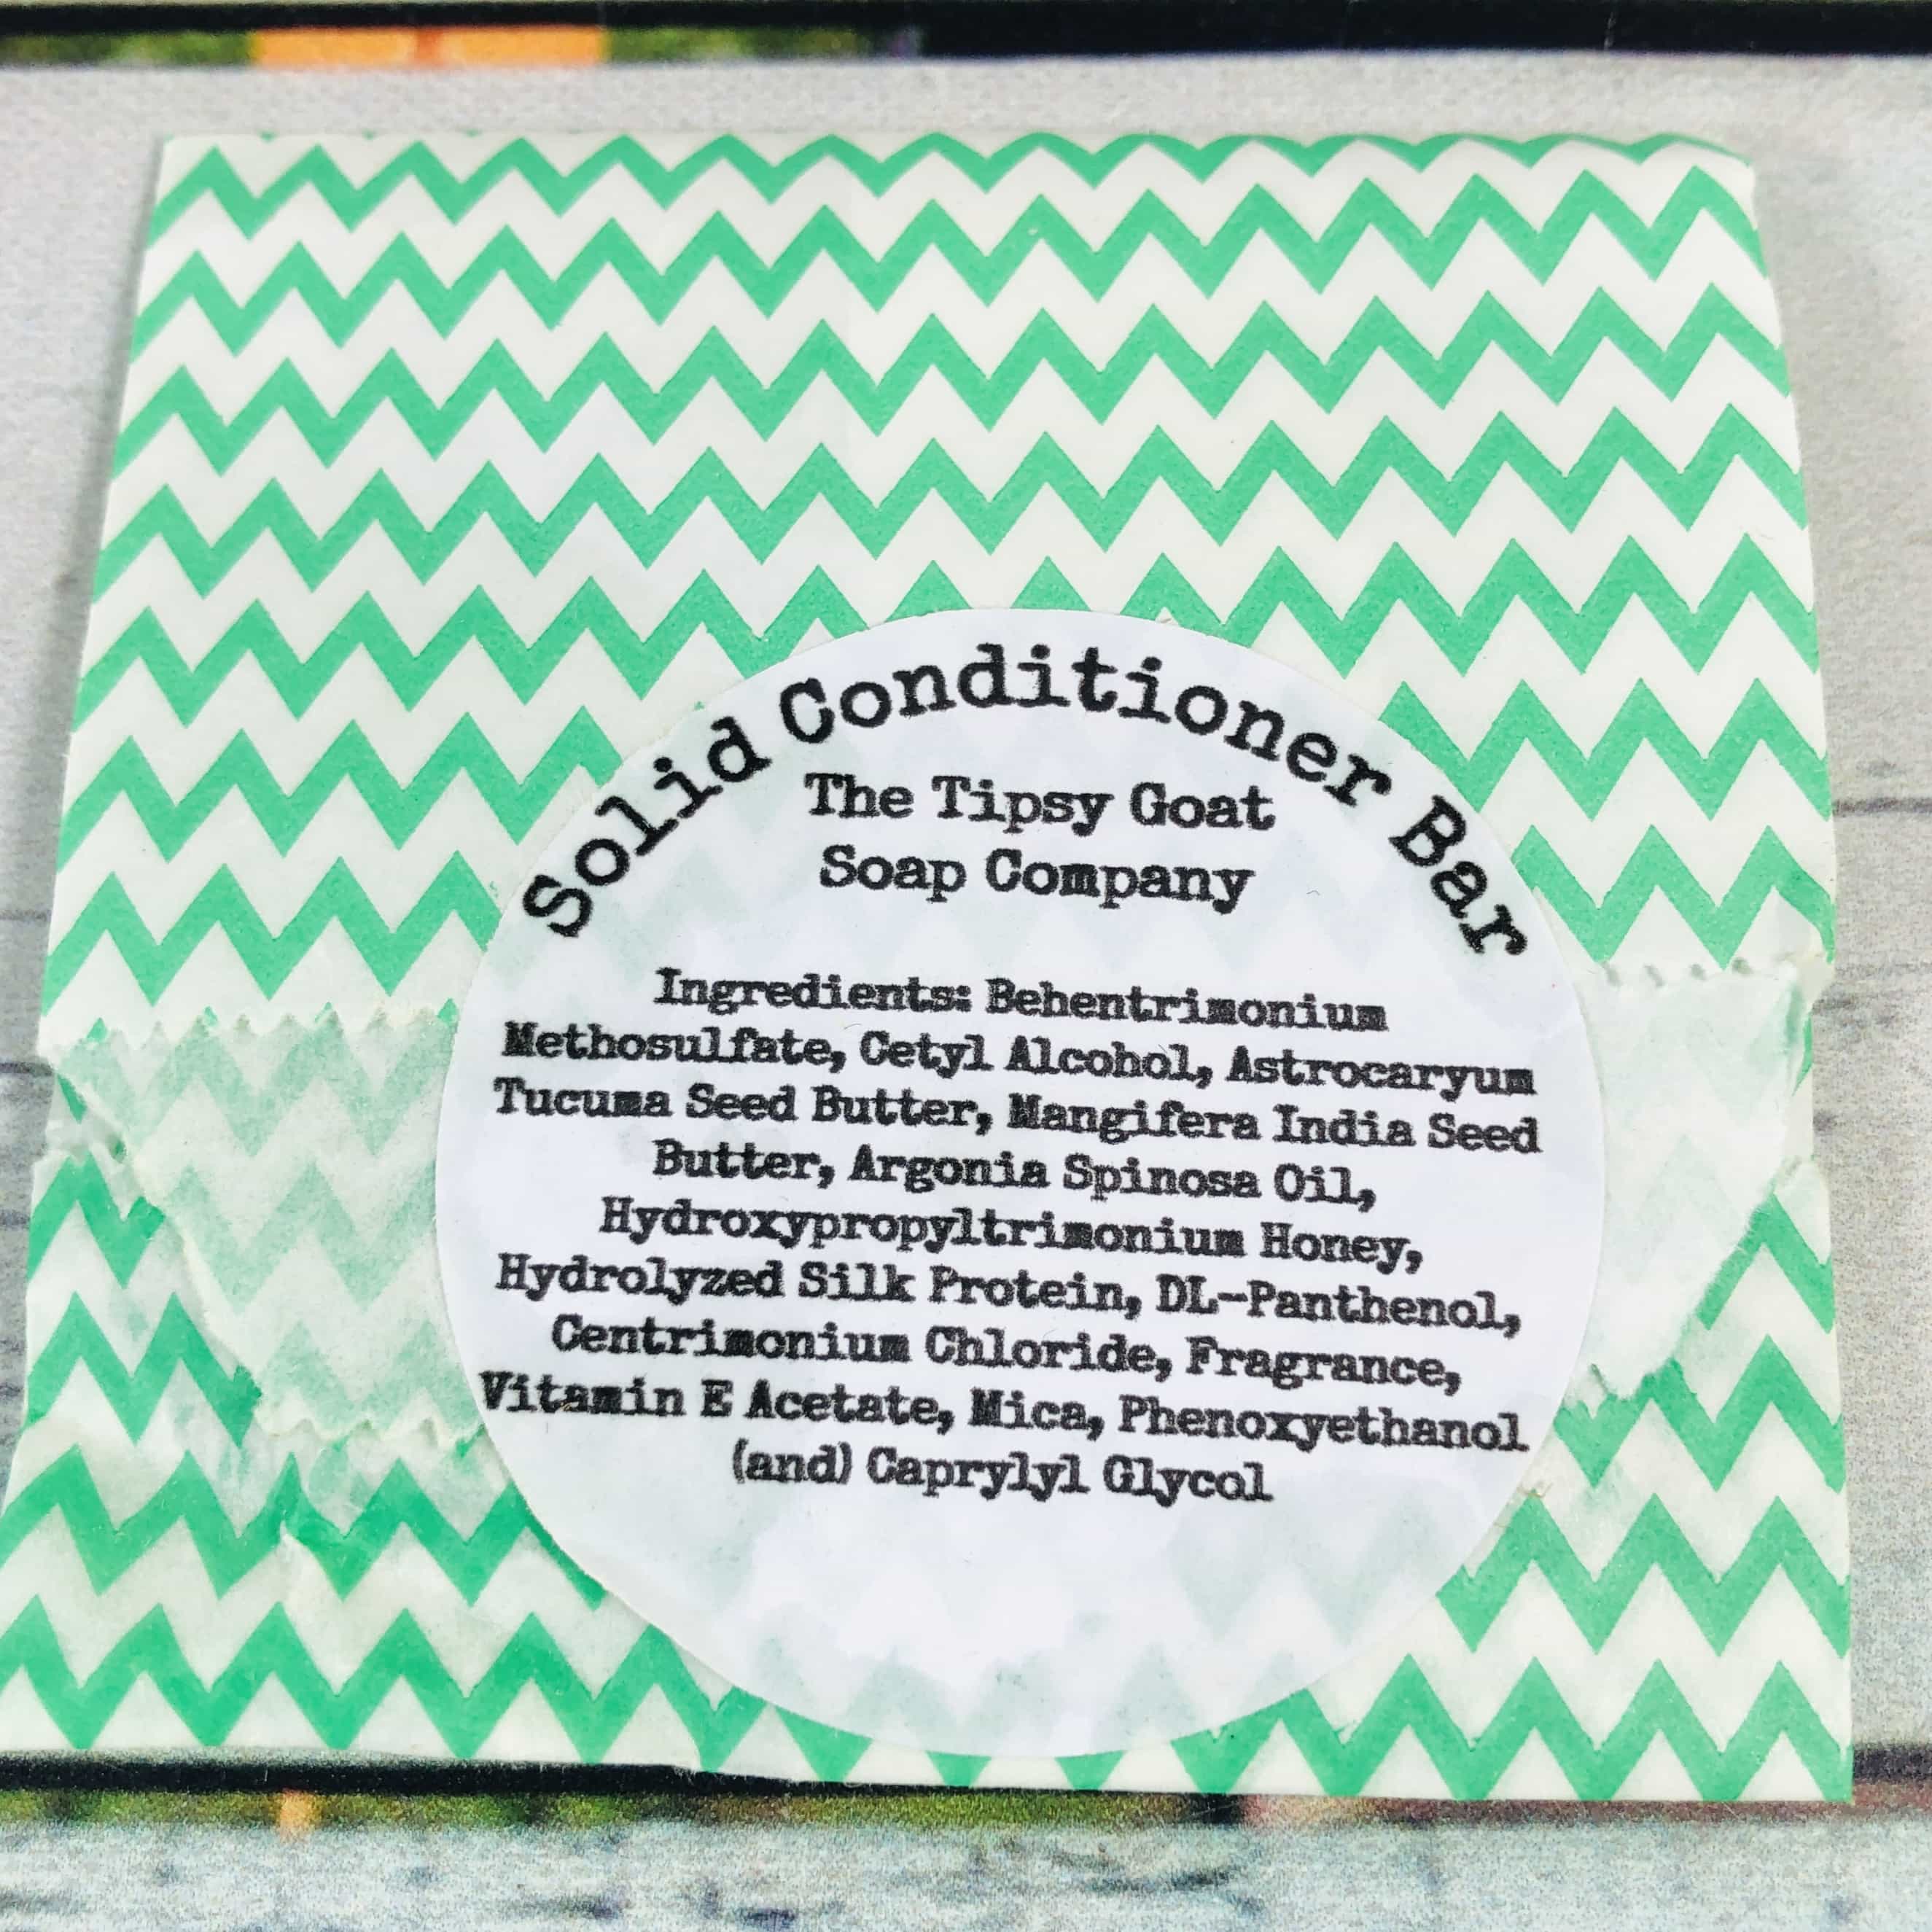 Solid Conditioner Bar
The Tipsy Goat
Soap Company
Ingredients: Behentrimonium
Methosulfate, Cetyl Alcohol, Astrocaryum
Tucuma Seed Butter, Mangifera India Seed
Butter, Argonia Spinosa Oil,
Hydroxypropyltrimonium Honey,
Hydrolyzed Silk Protein, DL-Panthenol,
Centrimonium Chloride, Fragrance,
Vitamin E Acetate, Mica, Phenoxyethanol
(and) Caprylyl Glycol